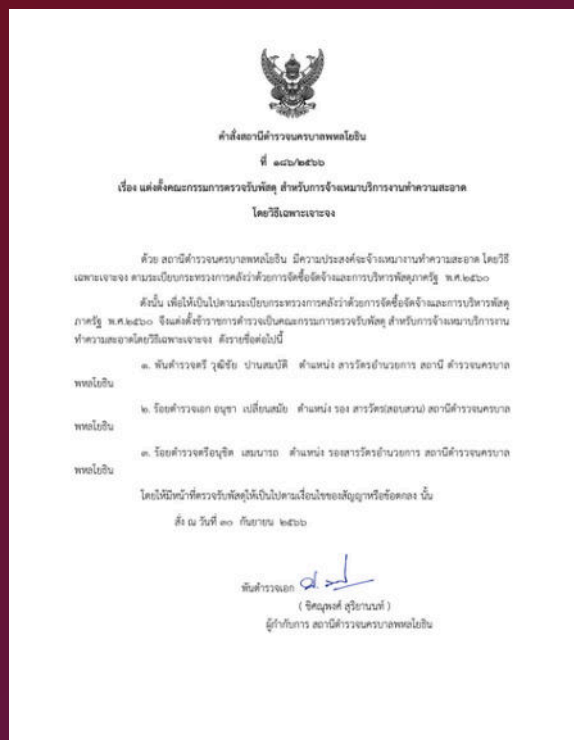 คำสั่งสถานีตำรวจนครบาลพหลโยธิน
ที่ ๑๘๖/๒๕๖๖
เรื่อง แต่งตั้งคณะกรรมการตรวจรับพัสดุ สำหรับการจ้างเหมาบริการงานทำความสะอาด
โดยวิธีเฉพาะเจาะจง
ด้วย สถานีตำรวจนครบาลพหลโยธิน มีความประสงค์จะจ้างเหมางานทำความสะอาด โดยวิธี
เฉพาะเจาะจง ตามระเบียบกระทรวงการคลังว่าด้วยการจัดซื้อจัดจ้างและการบริหารพัสดุภาครัฐ พ.ศ.๒๕๖๐
ดังนั้น เพื่อให้เป็นไปตามระเบียบกระทรวงการคลังว่าด้วยการจัดซื้อจัดจ้างและการบริหารพัสดุ
ภาครัฐ พ.ศ.๒๕๖๐ จึงแต่งตั้งข้าราชการตำรวจเป็นคณะกรรมการตรวจรับพัสดุ สำหรับการจ้างเหมาบริการงาน
ทำความสะอาดโดยวิธีเฉพาะเจาะจง ดังรายชื่อต่อไปนี้
๑. พันตำรวจตรี วุฒิชัย ปานสมบัติ ตำแหน่ง สารวัตรอำนวยการ สถานี ตำรวจนครบาล
พหลโยธิน
๒. ร้อยตำรวจเอก อนุชา เปลี่ยนสมัย ตำแหน่ง รอง สารวัตร(สอบสวน) สถานีตำรวจนครบาล
พหลโยธิน
๓. ร้อยตำรวจตรีอนุชิต เสมนารถ ตำแหน่ง รองสารวัตรอำนวยการ สถานีตำรวจนครบาล
พหลโยธิน
โดยให้มีหน้าที่ตรวจรับพัสดุให้เป็นไปตามเงื่อนไขของสัญญาหรือข้อตกลง นั้น
สั่ง ณ วันที่ ๓๐ กันยายน ๒๕๖๖
พันตำรวจเอก
( ชิศณุพงศ์ สุริยานนท์ )
ผู้กำกับการ สถานีตำรวจนครบาลพหลโยธิน